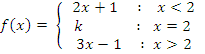 f(x) = { 2x + 1 : x < 2
k : x = 2
3x − 1 : x > 2